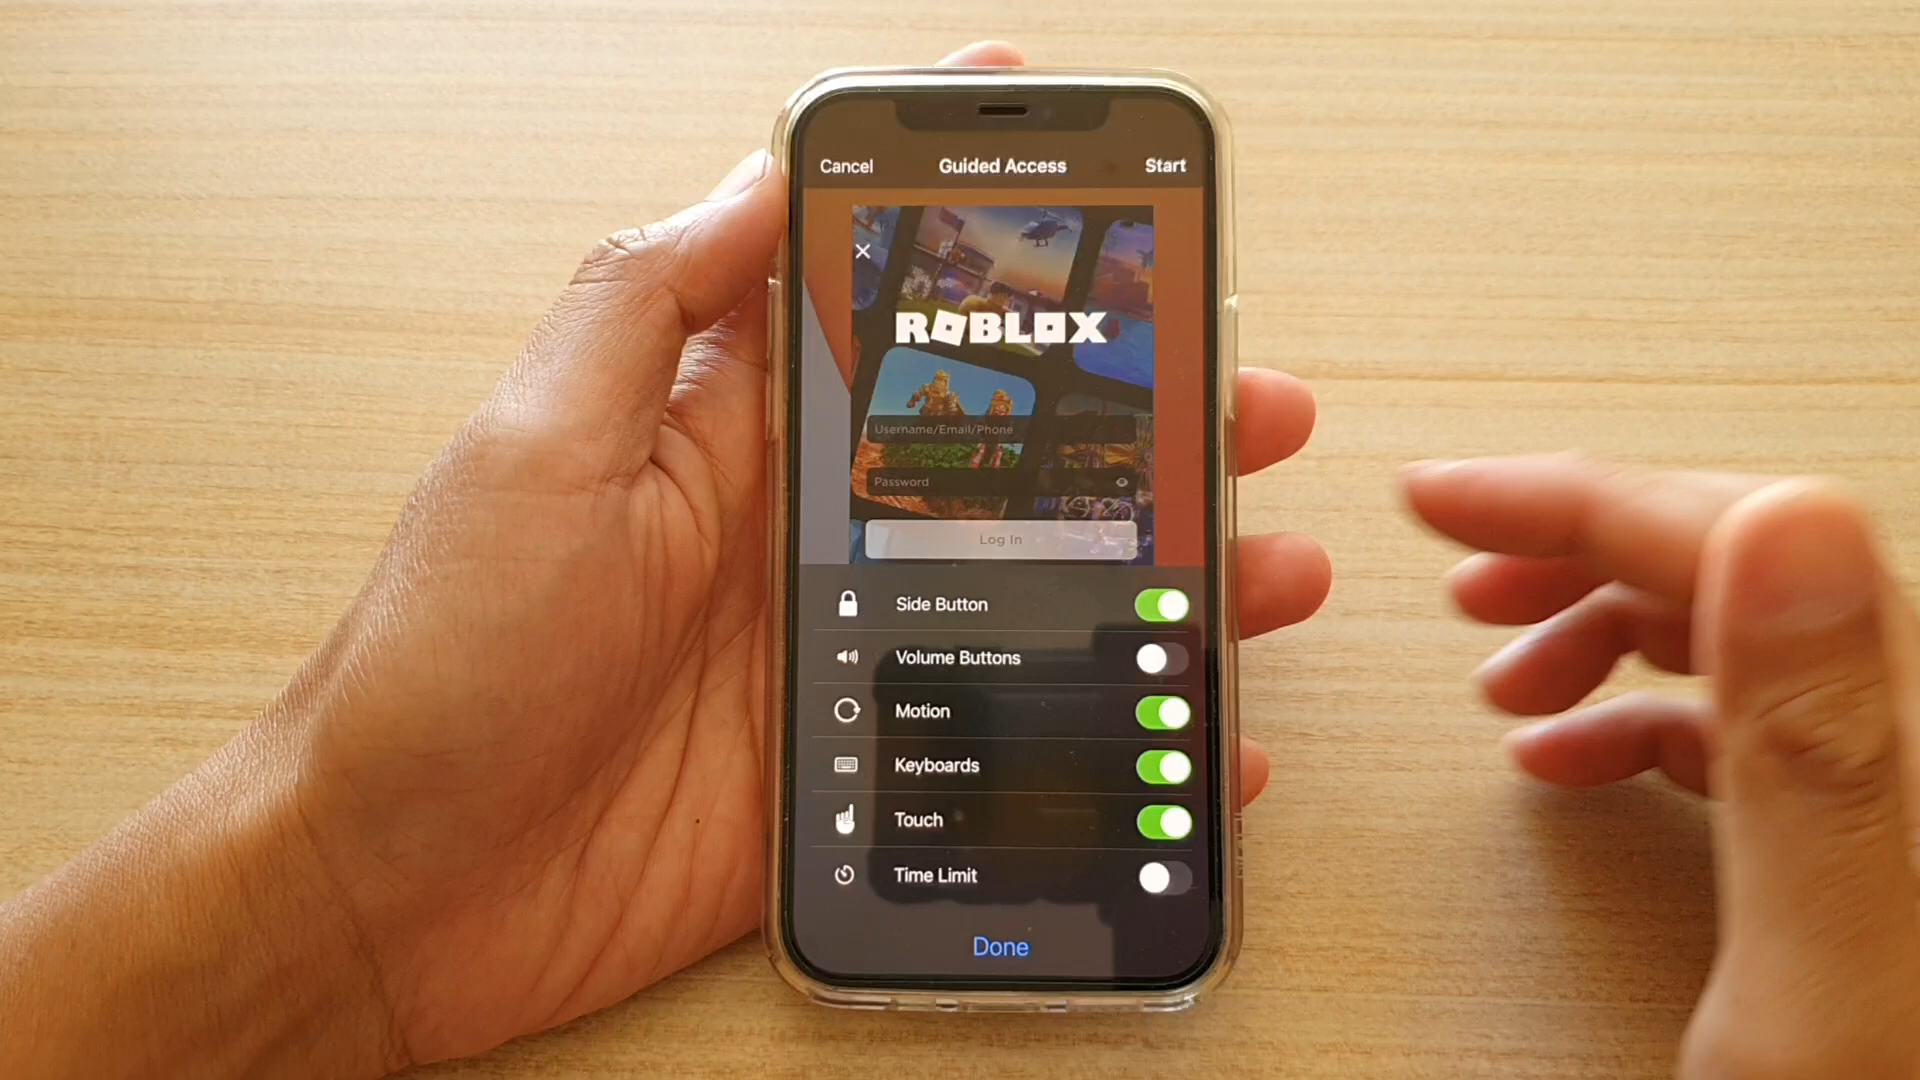 Cancel Guided Access Start
ROBLOX
Username/Email/Phone
Password
Log In
Side Button
Volume Buttons
Motion
Keyboards
Touch
Time Limit
Done